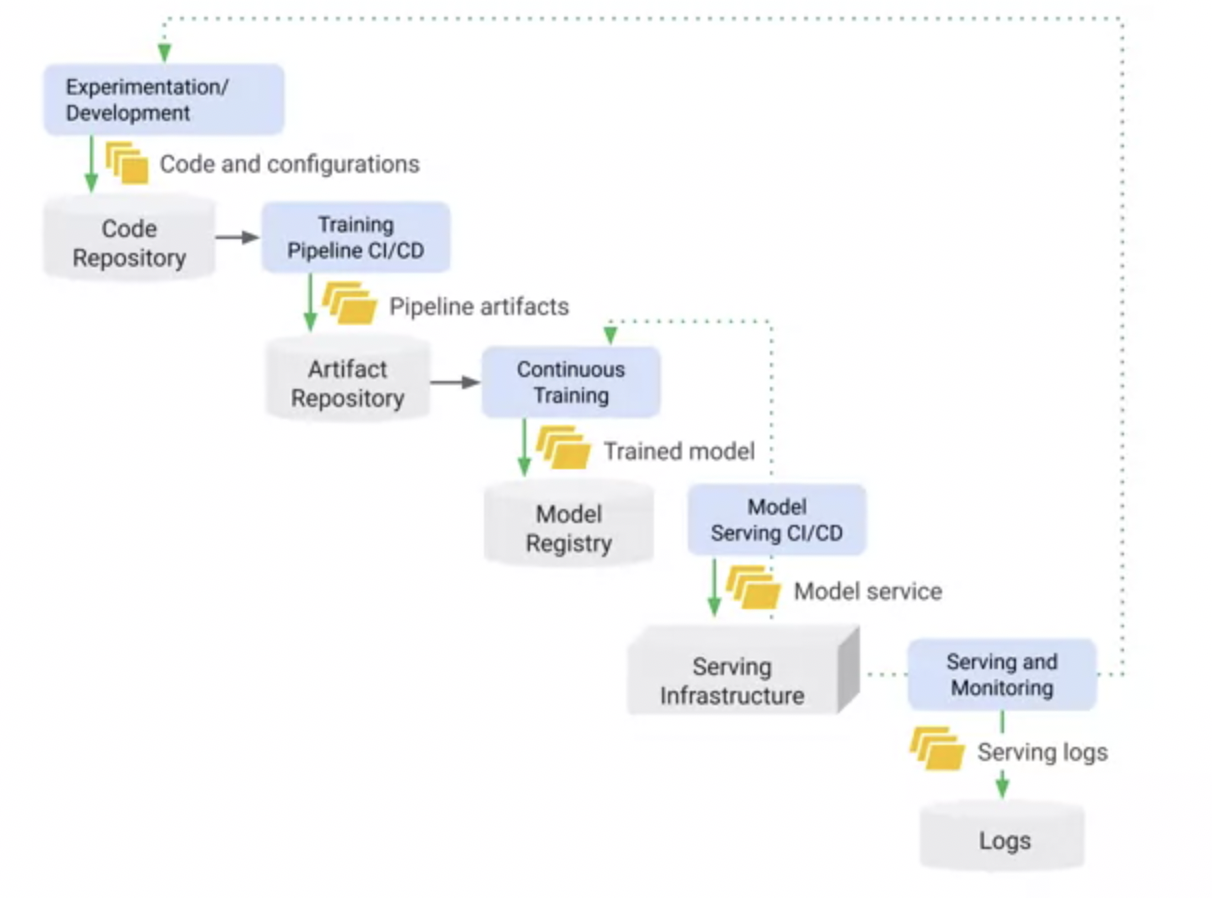 Experimentation/
Development
Code and configurations
Code
Repository
Training
Pipeline CI/CD
Pipeline artifacts
Artifact
Repository
Continuous
Training
Trained model
Model
Registry
Model
Serving CI/CD
Model service
Serving
Infrastructure
Serving and
Monitoring
Serving logs
Logs